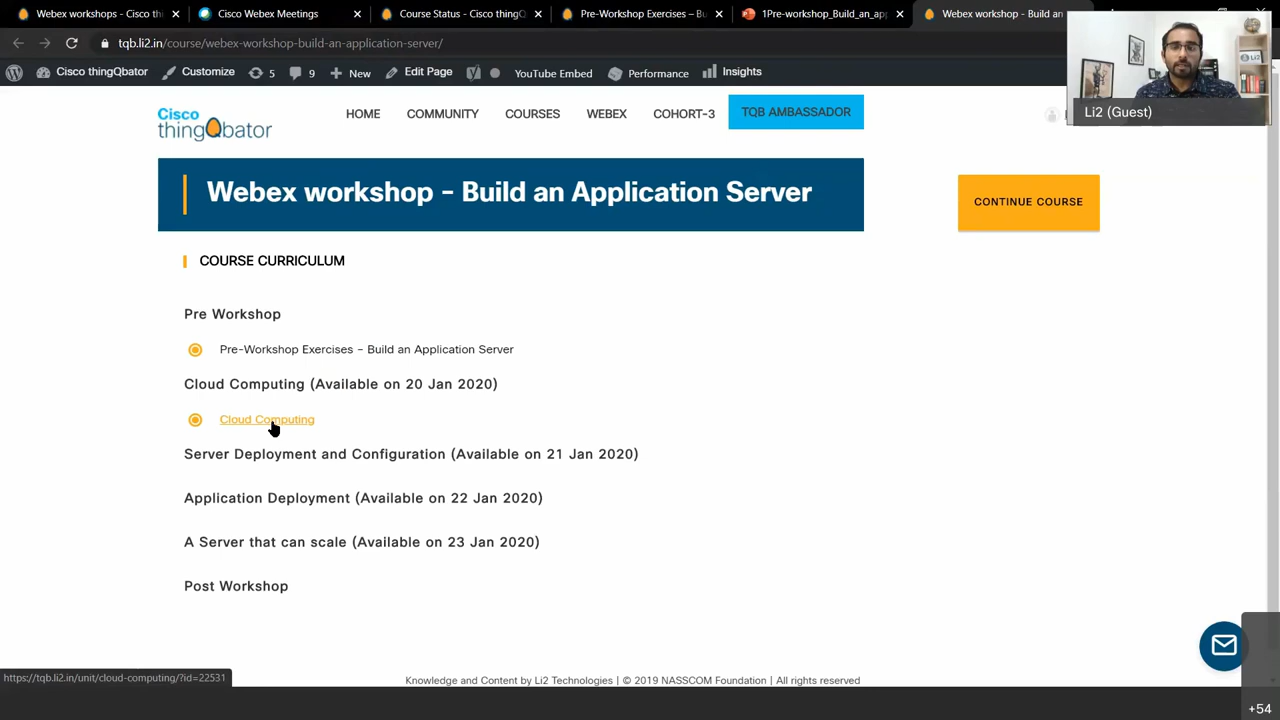 Webex workshops - Cisco thi
Cisco Webex Meetings
Course Status - Cisco thingQ
Pre-Workshop Exercises – Bu
1Pre-workshop_Build_an_app
Webex workshop - Build an
tqb.li2.in/course/webex-workshop-build-an-application-server/
Cisco thingQbator
Customize
5
9
New
Edit Page
YouTube Embed
Performance
Insights
Li2
Li2 (Guest)
Cisco
thingQbator
HOME
COMMUNITY
COURSES
WEBEX
COHORT-3
TQB AMBASSADOR
Webex workshop – Build an Application Server
CONTINUE COURSE
COURSE CURRICULUM
Pre Workshop
Pre-Workshop Exercises – Build an Application Server
Cloud Computing (Available on 20 Jan 2020)
Cloud Computing
Server Deployment and Configuration (Available on 21 Jan 2020)
Application Deployment (Available on 22 Jan 2020)
A Server that can scale (Available on 23 Jan 2020)
Post Workshop
https://tqb.li2.in/unit/cloud-computing/?id=22531
Knowledge and Content by Li2 Technologies | © 2019 NASSCOM Foundation | All rights reserved
+54